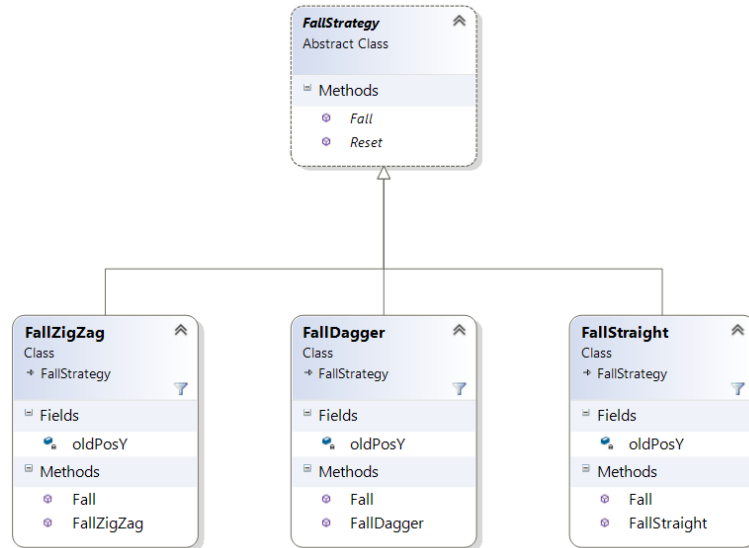 FallStrategy
Abstract Class
Methods
Fall
Reset
FallZigZag
Class
FallStrategy
Fields
oldPosY
Methods
Fall
FallZigZag
FallDagger
Class
FallStrategy
Fields
oldPosY
Methods
Fall
FallDagger
FallStraight
Class
FallStrategy
Fields
oldPosY
Methods
Fall
FallStraight